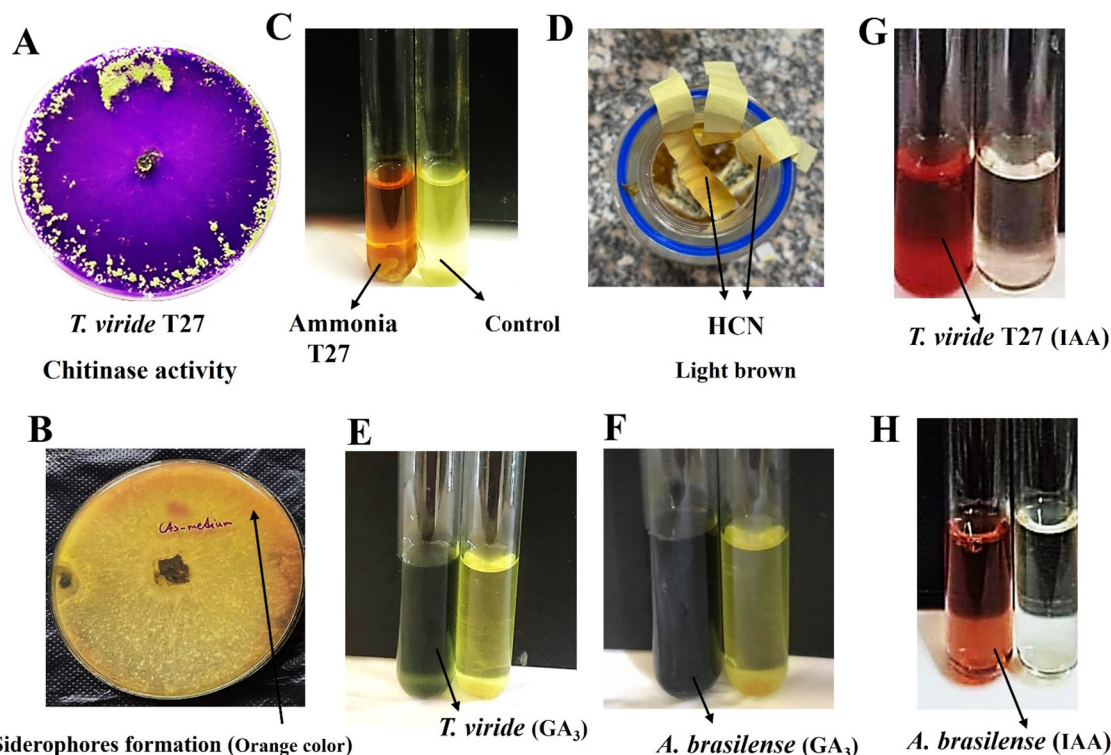 A
T. viride T27
Chitinase activity
C
Ammonia
T27
Control
D
HCN
Light brown
G
T. viride T27 (IAA)
B
CAS-medium
Siderophores formation (Orange color)
E
T. viride (GA₃)
F
A. brasilense (GA₃)
H
A. brasilense (IAA)